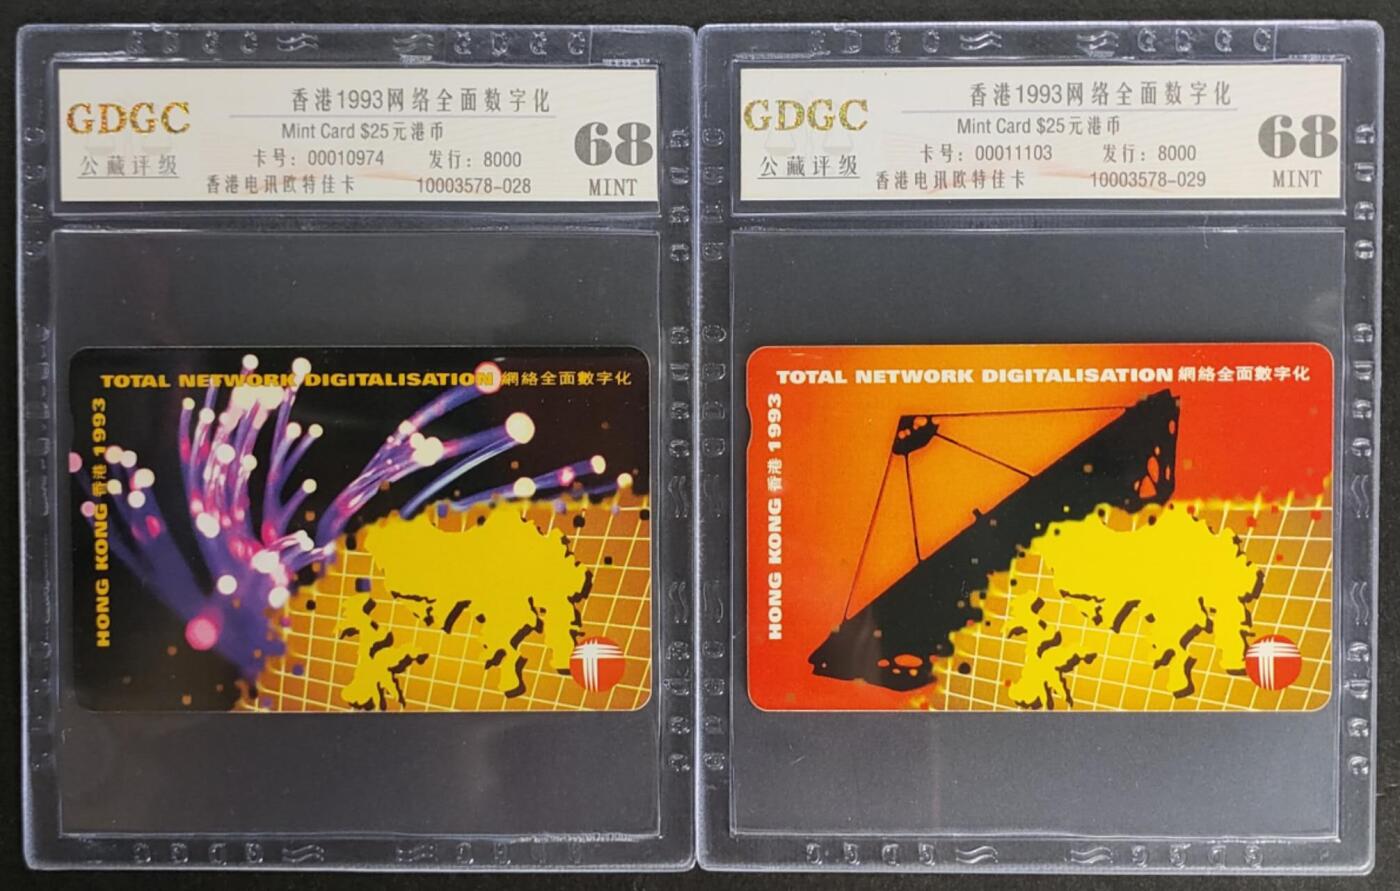 GDGC
公藏评级
香港1993网络全面数字化
Mint Card $25元港币
卡号：00010974 发行：8000
香港电讯欧特佳卡 10003578-028
68
MINT
TOTAL NETWORK DIGITALISATION 網絡全面數字化
HONG KONG 香港 1993
GDGC
公藏评级
香港1993网络全面数字化
Mint Card $25元港币
卡号：00011103 发行：8000
香港电讯欧特佳卡 10003578-029
68
MINT
TOTAL NETWORK DIGITALISATION 網絡全面數字化
HONG KONG 香港 1993